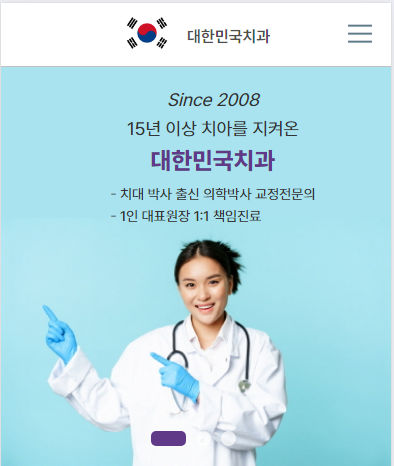 대한민국치과
Since 2008
15년 이상 치아를 지켜온
대한민국치과
- 치대 박사 출신 의학박사 교정전문의
- 1인 대표원장 1:1 책임진료